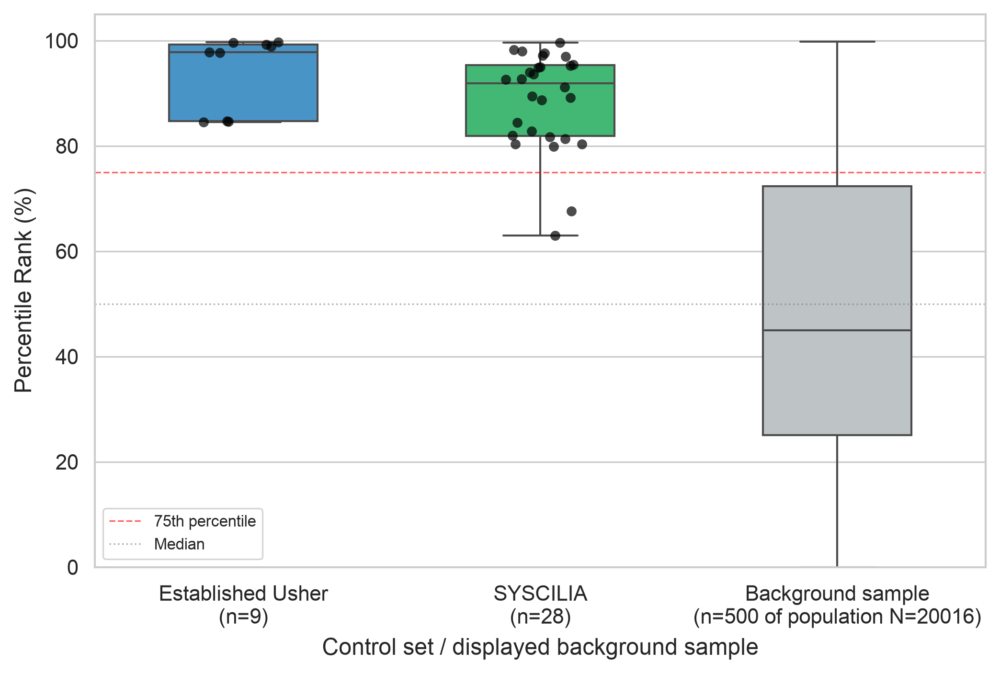 Percentile Rank (%)
100
80
60
40
20
0
75th percentile
Median
Established Usher
(n=9)
SYSCILIA
(n=28)
Background sample
(n=500 of population N=20016)
Control set / displayed background sample